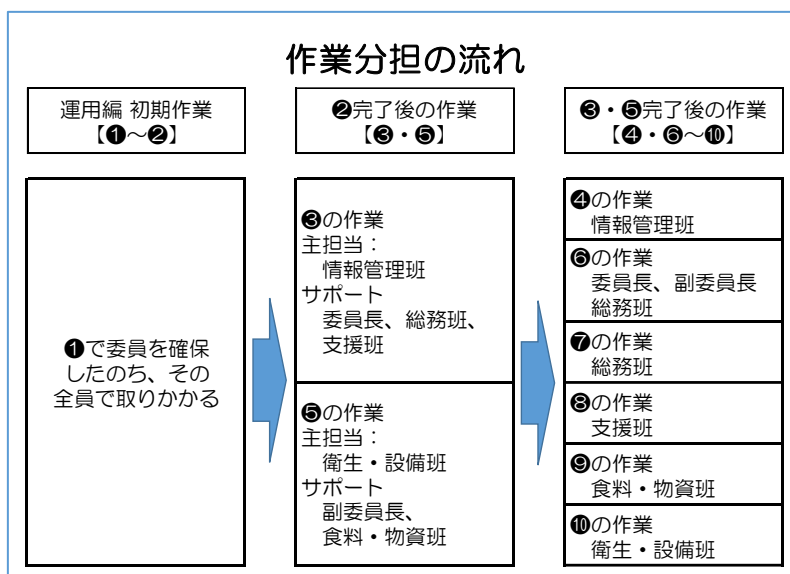 作業分担の流れ
運用編 初期作業
【❶～❷】
❷完了後の作業
【❸・❺】
❸・❺完了後の作業
【❹・❻～❿】
❶で委員を確保
したのち、その
全員で取りかかる
❸の作業
主担当：
情報管理班
サポート
委員長、総務班、
支援班
❺の作業
主担当：
衛生・設備班
サポート
副委員長、
食料・物資班
❹の作業
情報管理班
❻の作業
委員長、副委員長
総務班
❼の作業
総務班
❽の作業
支援班
❾の作業
食料・物資班
❿の作業
衛生・設備班